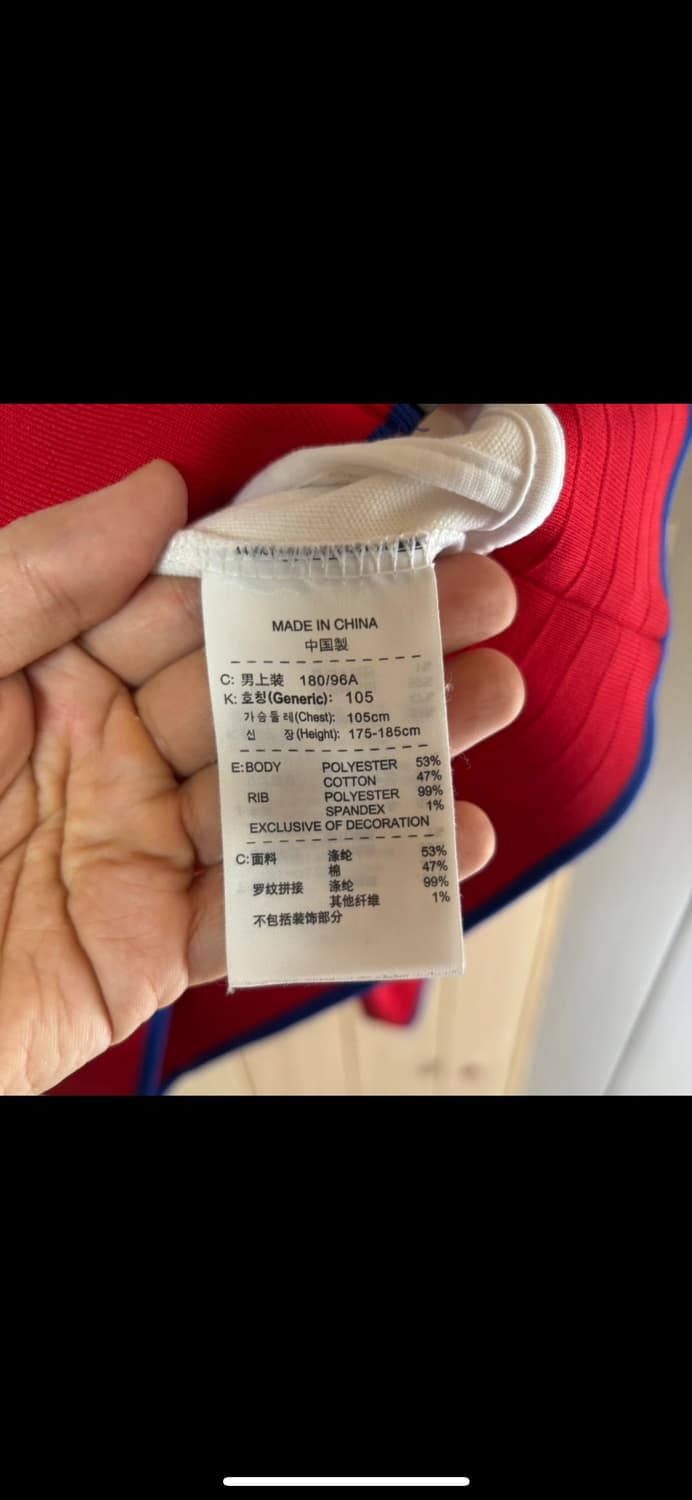 MADE IN CHINA
中国製
C: 男上装 180/96A
K: 호칭(Generic): 105
가슴둘레(Chest): 105cm
신 장(Height): 175-185cm
E:BODY POLYESTER 53%
COTTON 47%
RIB POLYESTER 99%
SPANDEX 1%
EXCLUSIVE OF DECORATION
C:面料 涤纶 53%
棉 47%
罗纹拼接 涤纶 99%
其他纤维 1%
不包括装饰部分